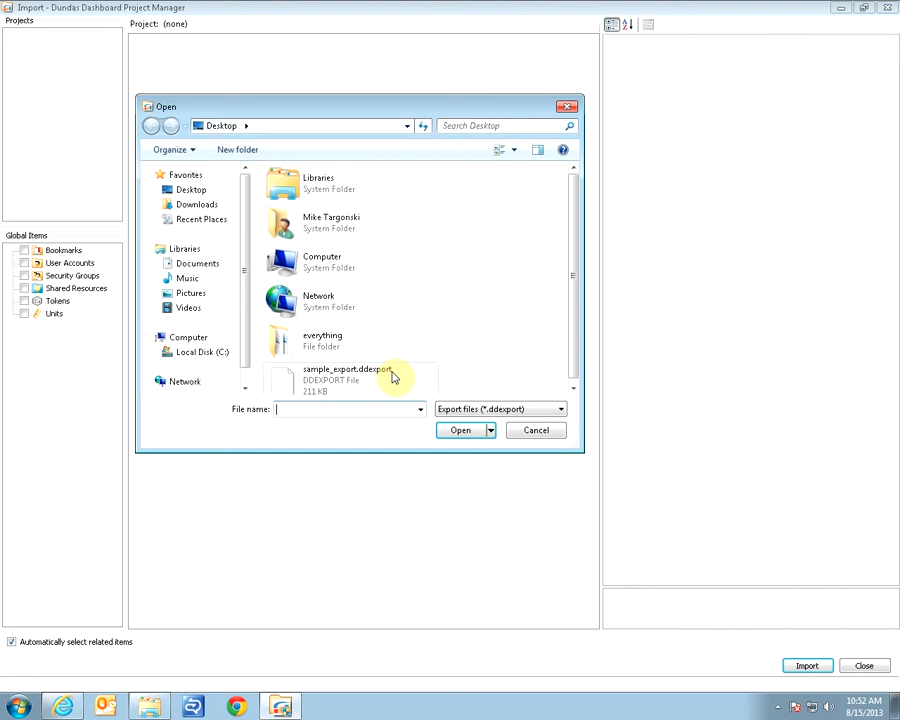 Import - Dundas Dashboard Project Manager
Projects
Project: (none)
Open
Desktop
Search Desktop
Organize
New folder
Favorites
Desktop
Downloads
Recent Places
Libraries
Documents
Music
Pictures
Videos
Computer
Local Disk (C:)
Network
Libraries
System Folder
Mike Targonski
System Folder
Computer
System Folder
Network
System Folder
everything
File folder
sample_export.ddexport
DDEXPORT File
211 KB
File name:
Export files (*.ddexport)
Open
Cancel
Global Items
Bookmarks
User Accounts
Security Groups
Shared Resources
Tokens
Units
Automatically select related items
Import
Close
10:52 AM
8/15/2013